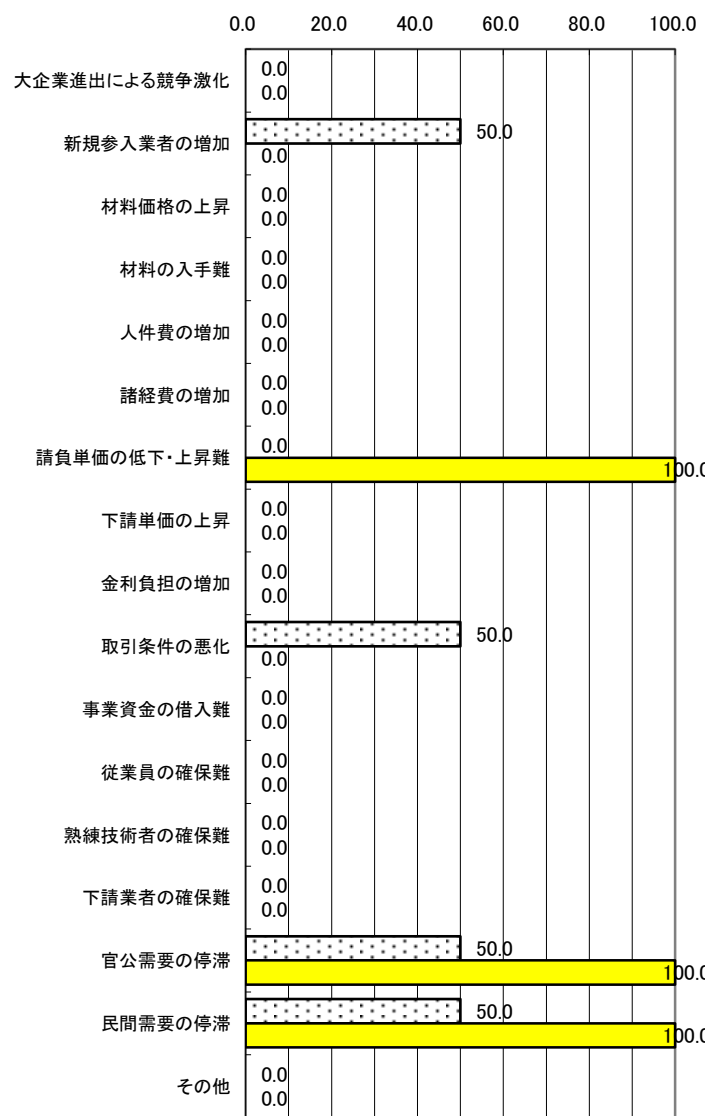 0.0 20.0 40.0 60.0 80.0 100.0
大企業進出による競争激化 0.0
0.0
新規参入業者の増加 50.0
0.0
材料価格の上昇 0.0
0.0
材料の入手難 0.0
0.0
人件費の増加 0.0
0.0
諸経費の増加 0.0
0.0
請負単価の低下・上昇難 0.0
100.0
下請単価の上昇 0.0
0.0
金利負担の増加 0.0
0.0
取引条件の悪化 50.0
0.0
事業資金の借入難 0.0
0.0
従業員の確保難 0.0
0.0
熟練技術者の確保難 0.0
0.0
下請業者の確保難 0.0
0.0
官公需要の停滞 50.0
100.0
民間需要の停滞 50.0
100.0
その他 0.0
0.0